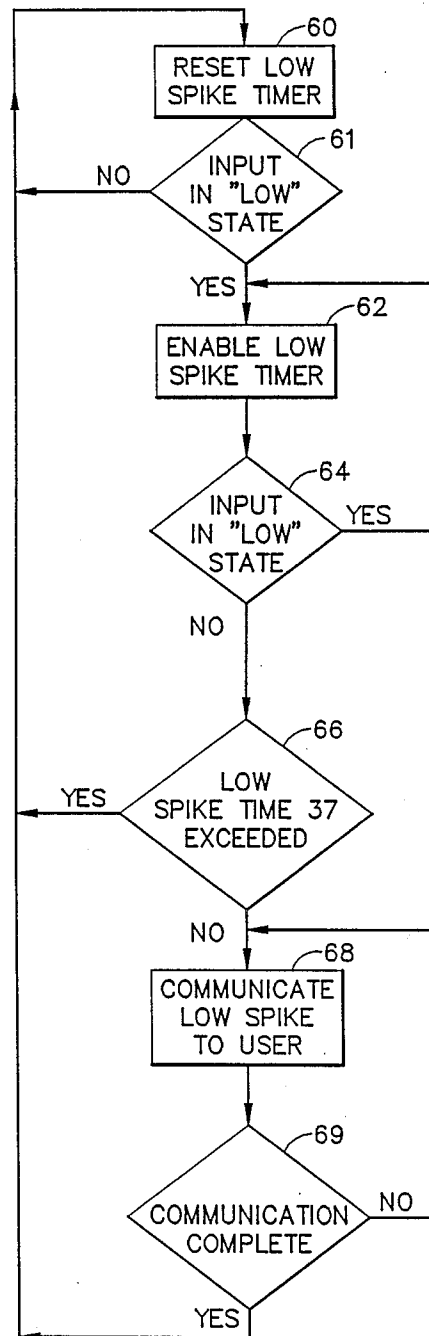 60
RESET LOW
SPIKE TIMER
61
INPUT
IN "LOW"
STATE
NO
YES
62
ENABLE LOW
SPIKE TIMER
64
INPUT
IN "LOW"
STATE
YES
NO
66
LOW
SPIKE TIME 37
EXCEEDED
YES
NO
68
COMMUNICATE
LOW SPIKE
TO USER
69
COMMUNICATION
COMPLETE
NO
YES